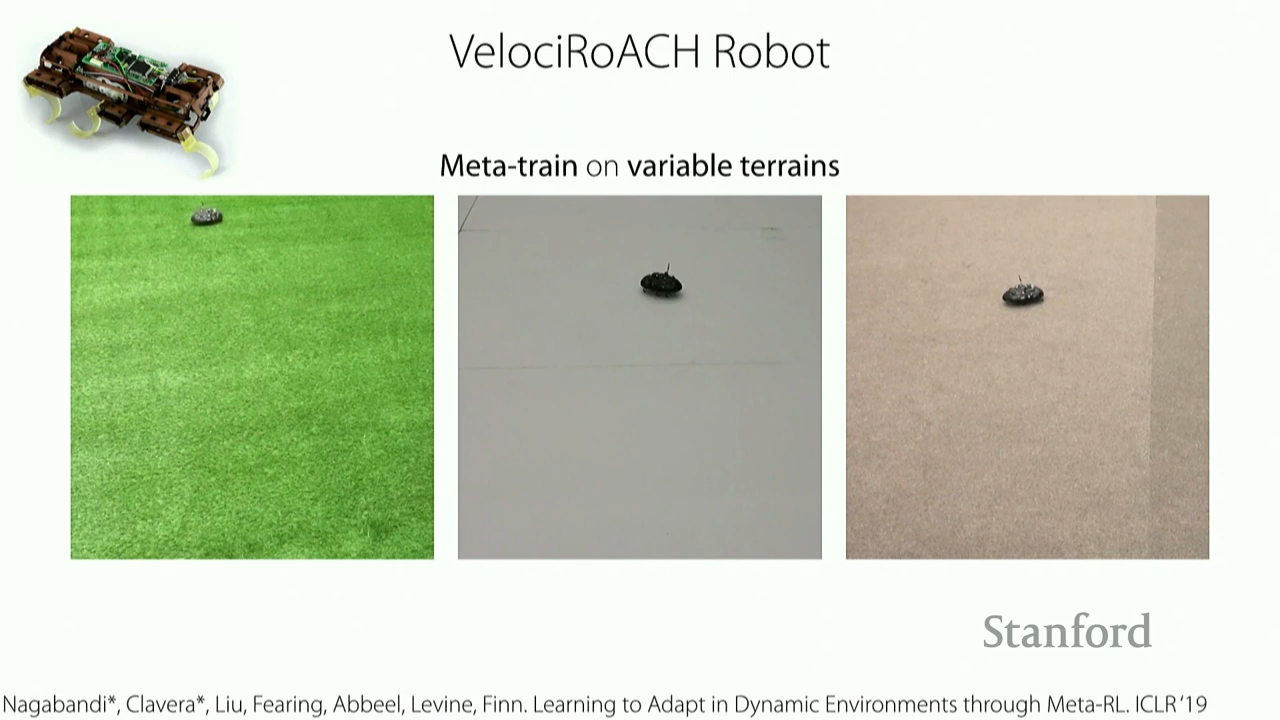 VelociRoACH Robot
Meta-train on variable terrains
Stanford
Nagabandi*, Clavera*, Liu, Fearing, Abbeel, Levine, Finn. Learning to Adapt in Dynamic Environments through Meta-RL. ICLR ‘19